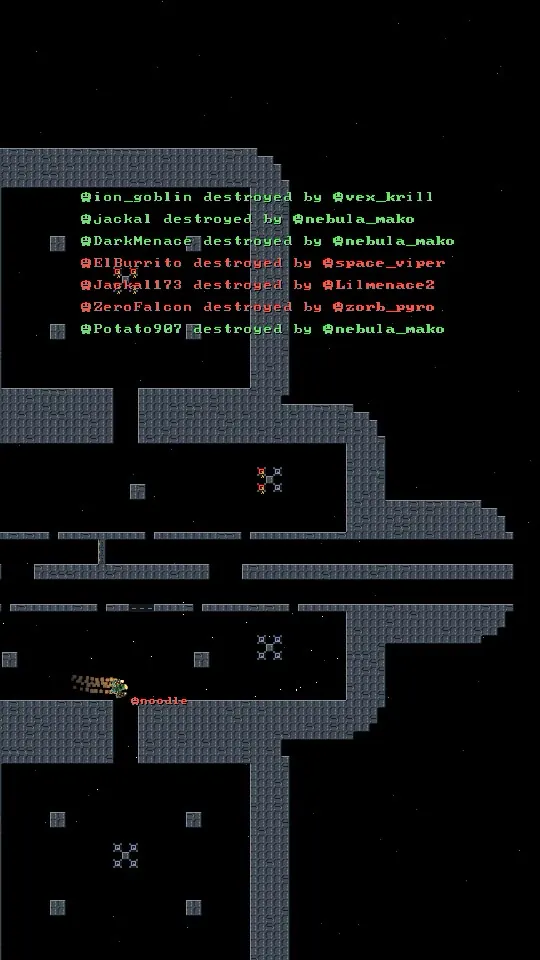 ion_goblin destroyed by vex_krill
jackal destroyed by nebula_mako
DarkMenace destroyed by nebula_mako
ElBurrito destroyed by space_viper
Jackal173 destroyed by Lilmenace2
ZeroFalcon destroyed by zorb_pyro
Potato907 destroyed by nebula_mako
noodle